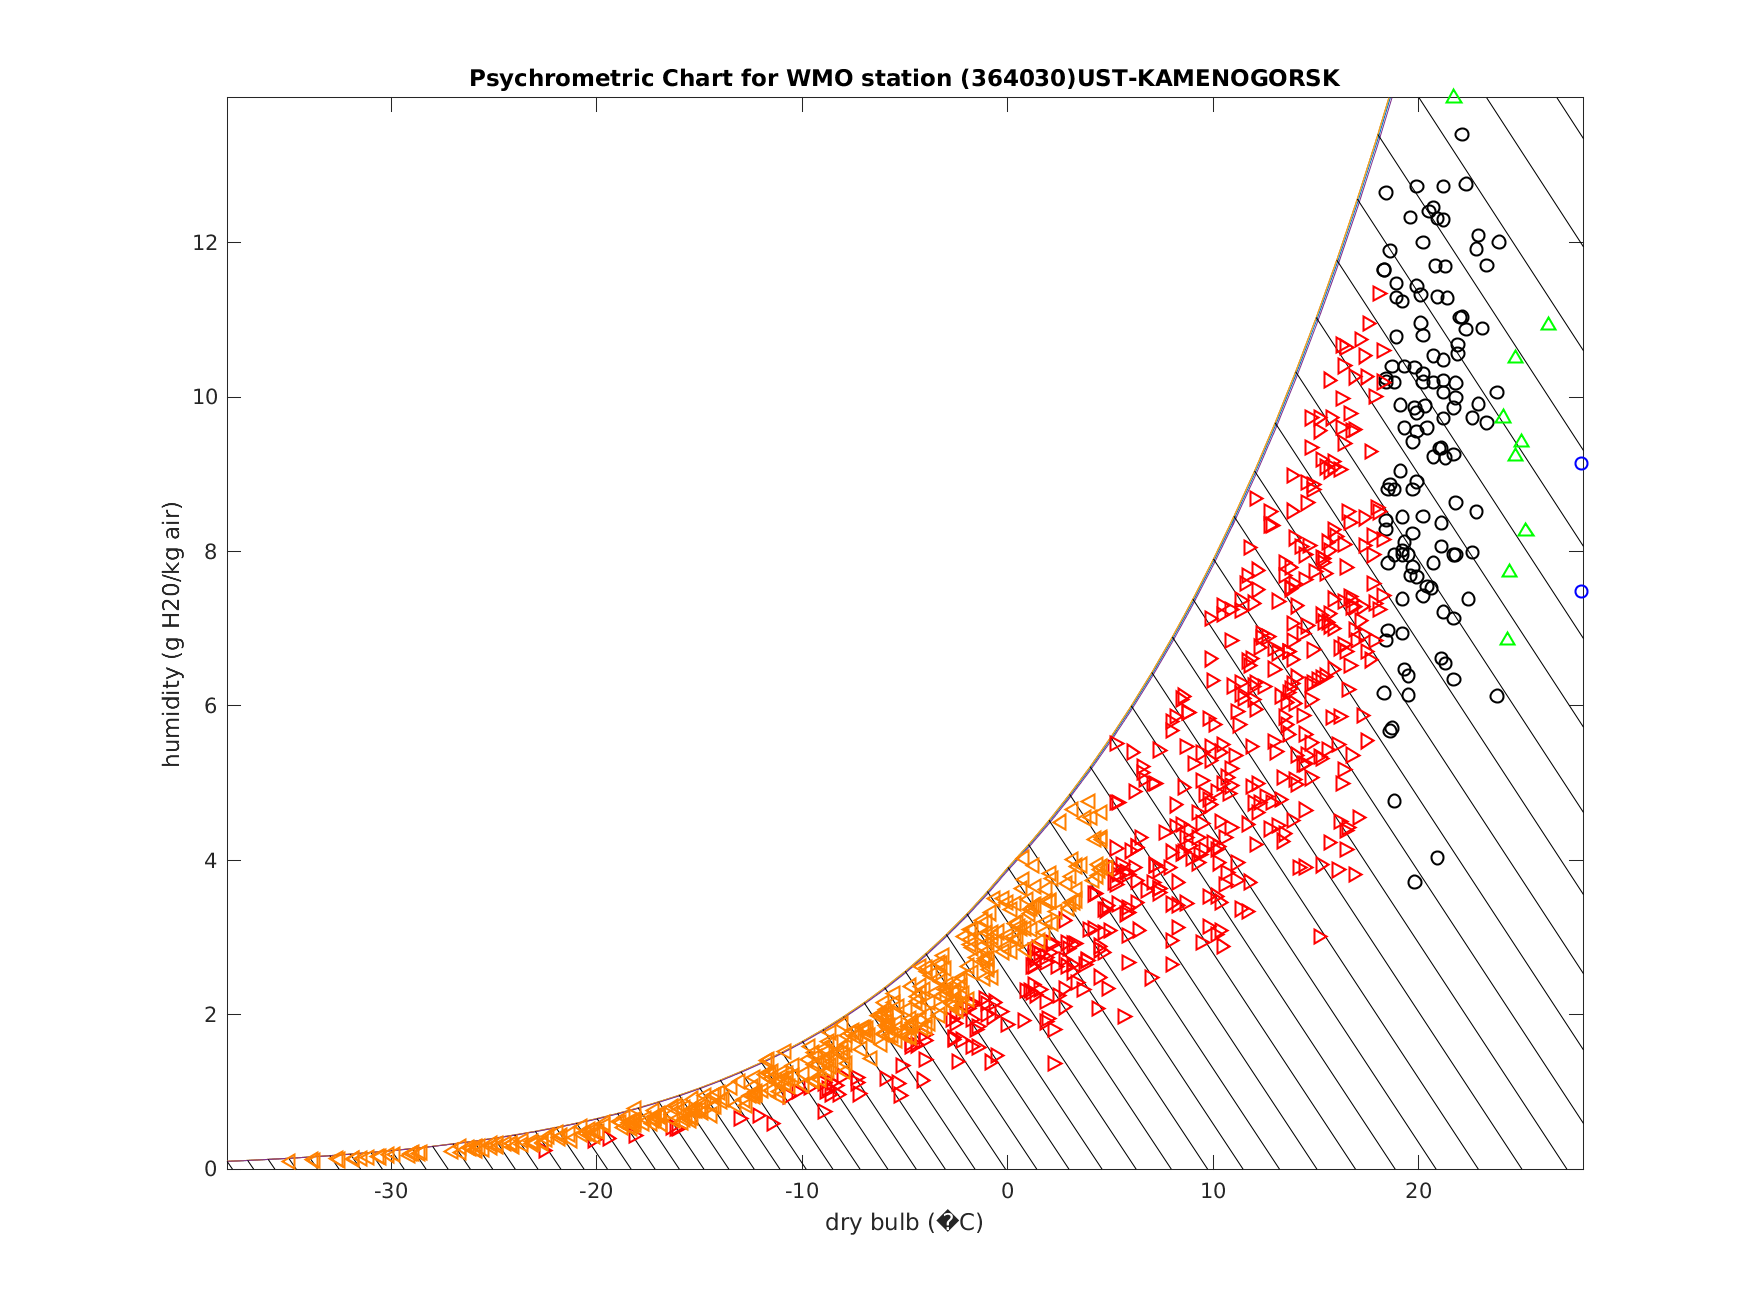 Psychrometric Chart for WMO station (364030)UST-KAMENOGORSK
humidity (g H20/kg air)
12
10
8
6
4
2
0
-30 -20 -10 0 10 20
dry bulb (�C)